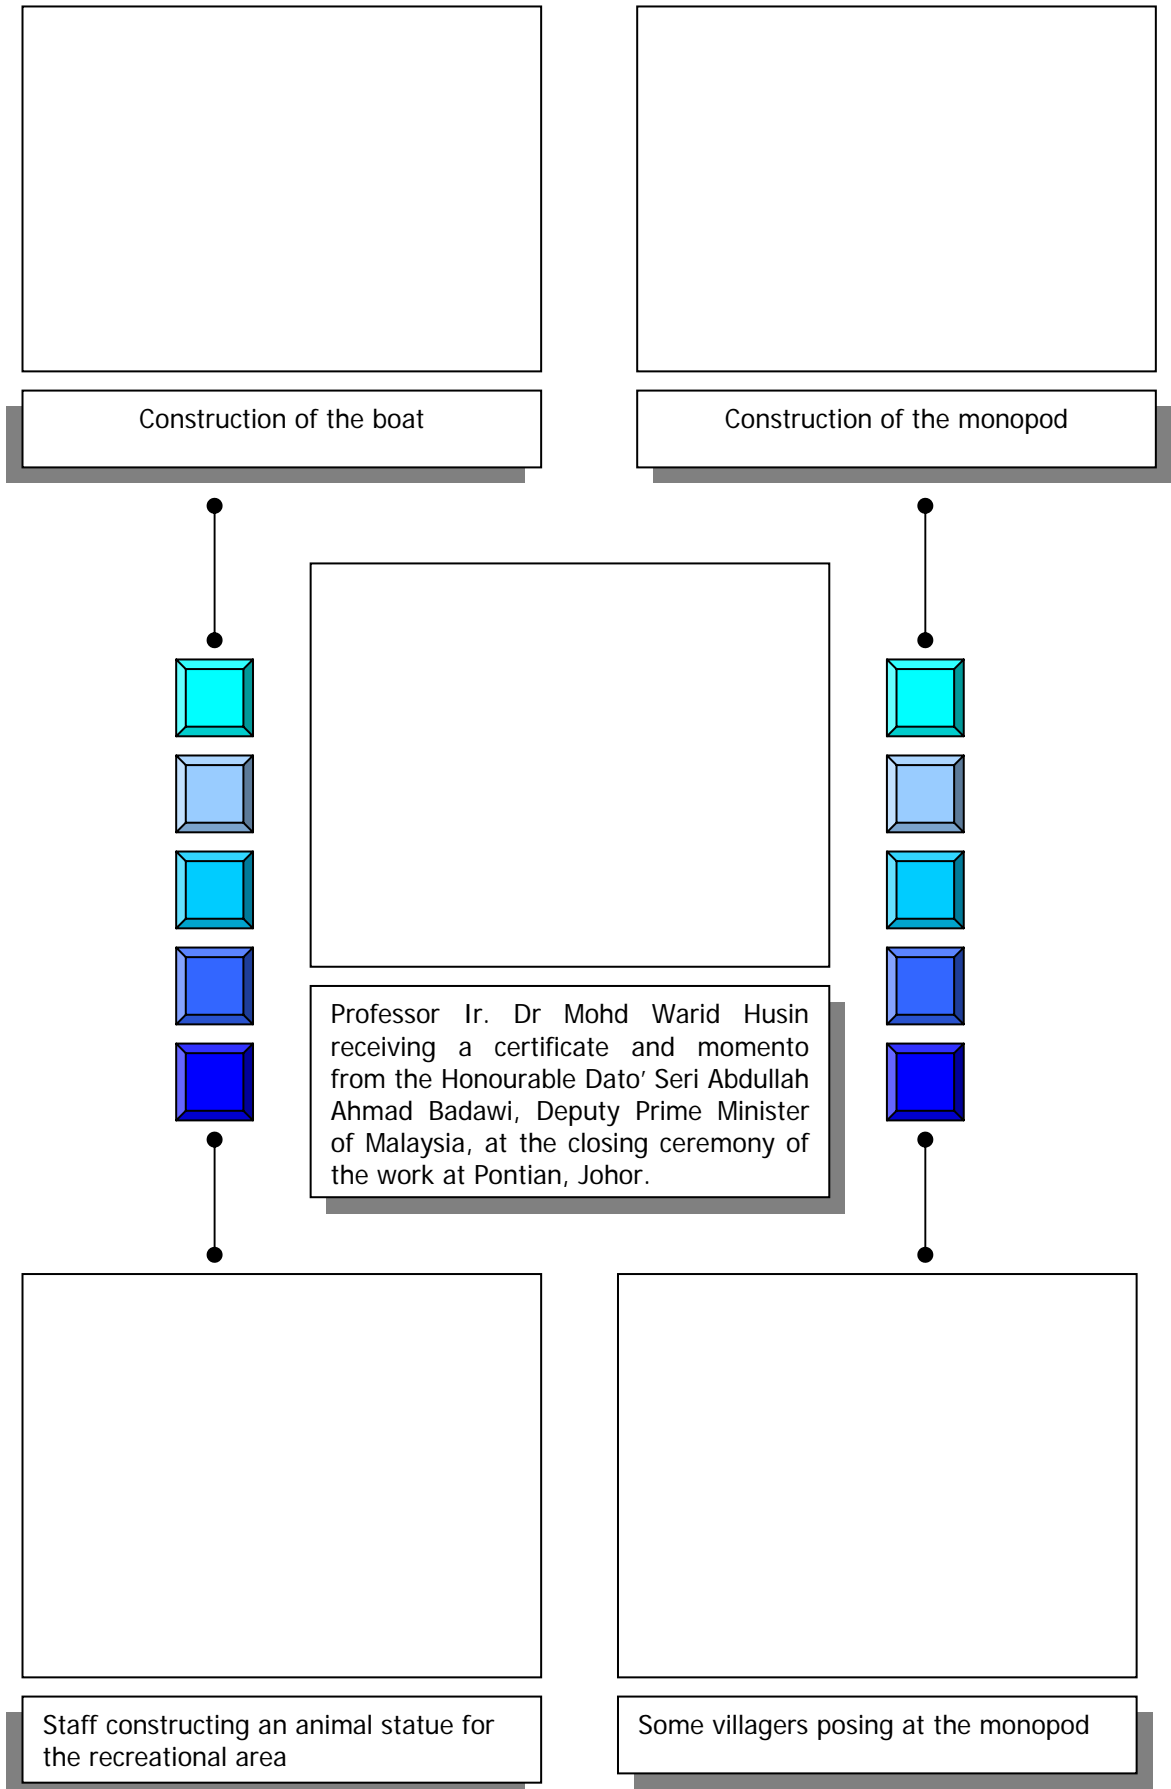 Construction of the boat
Construction of the monopod
Professor Ir. Dr Mohd Warid Husin
receiving a certificate and momento
from the Honourable Dato' Seri Abdullah
Ahmad Badawi, Deputy Prime Minister
of Malaysia, at the closing ceremony of
the work at Pontian, Johor.
Staff constructing an animal statue for
the recreational area
Some villagers posing at the monopod